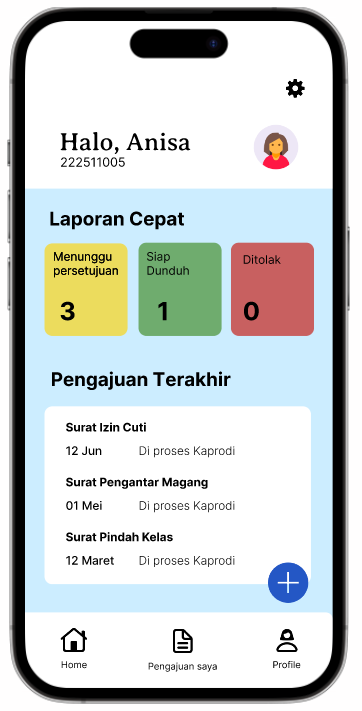 Halo, Anisa
222511005
Laporan Cepat
Menunggu
persetujuan
3
Siap
Dunduh
1
Ditolak
0
Pengajuan Terakhir
Surat Izin Cuti
12 Jun Di proses Kaprodi
Surat Pengantar Magang
01 Mei Di proses Kaprodi
Surat Pindah Kelas
12 Maret Di proses Kaprodi
Home
Pengajuan saya
Profile